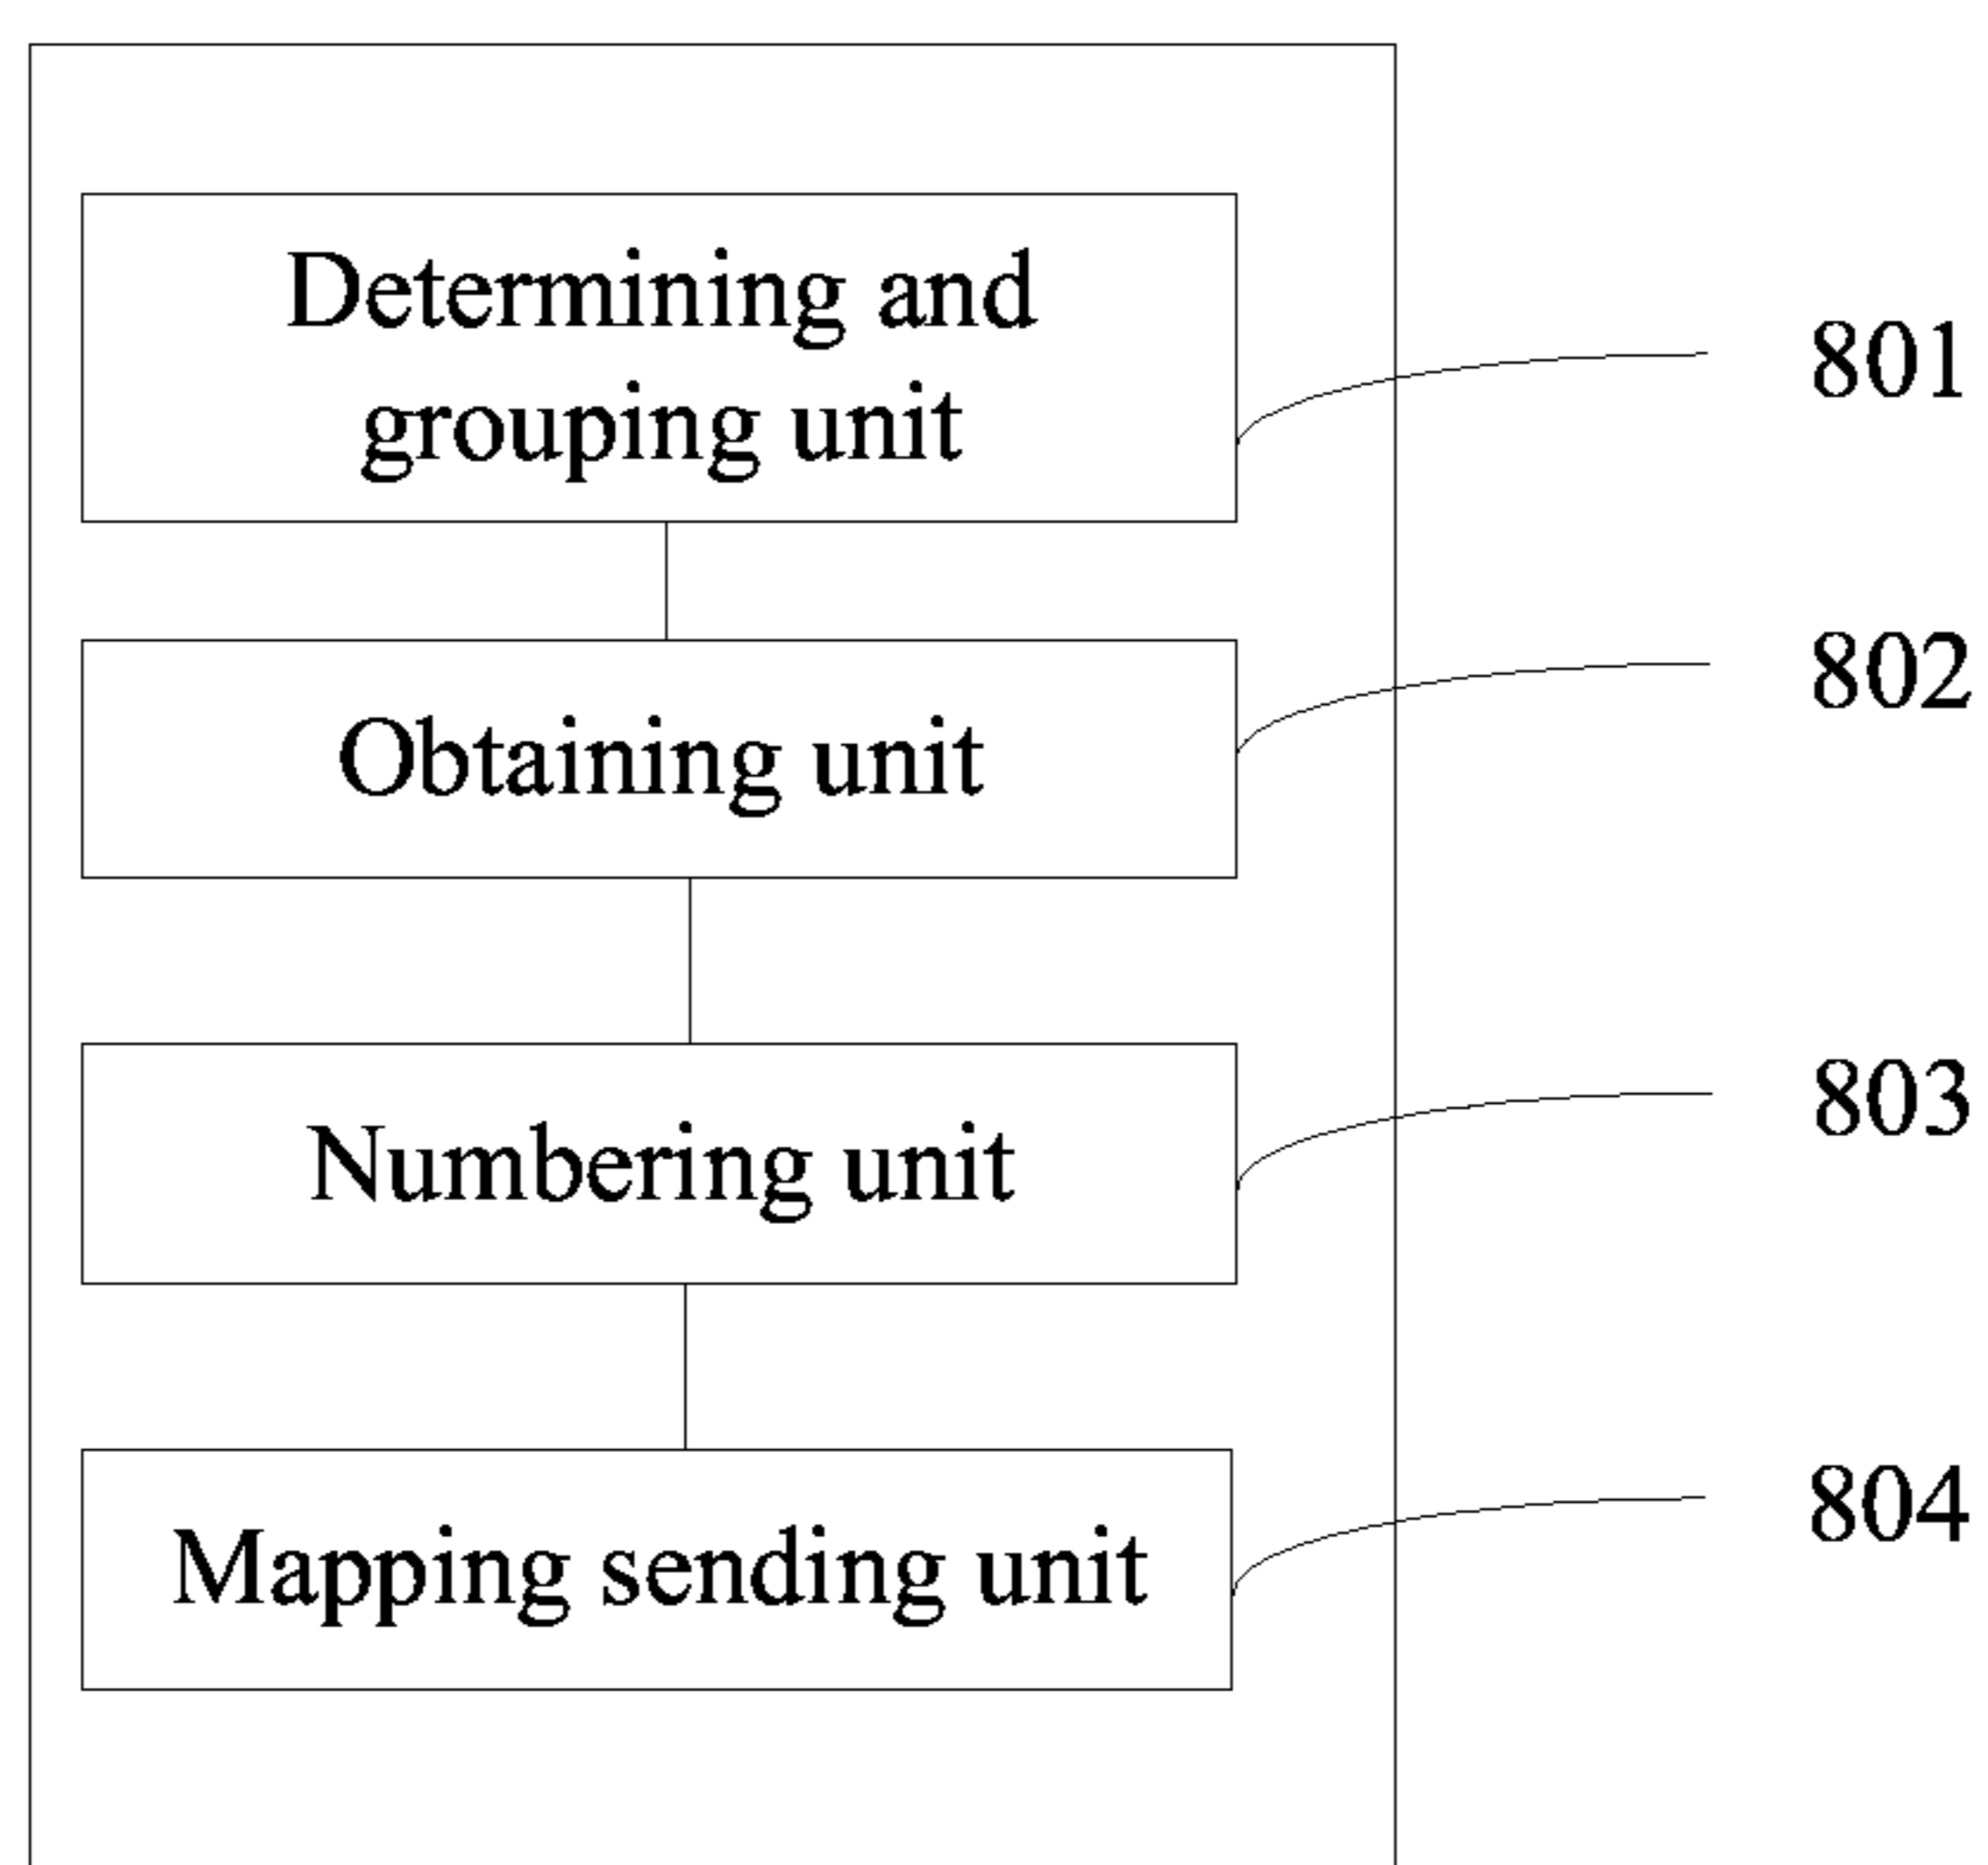 Determining and
grouping unit
801
Obtaining unit
802
Numbering unit
803
Mapping sending unit
804